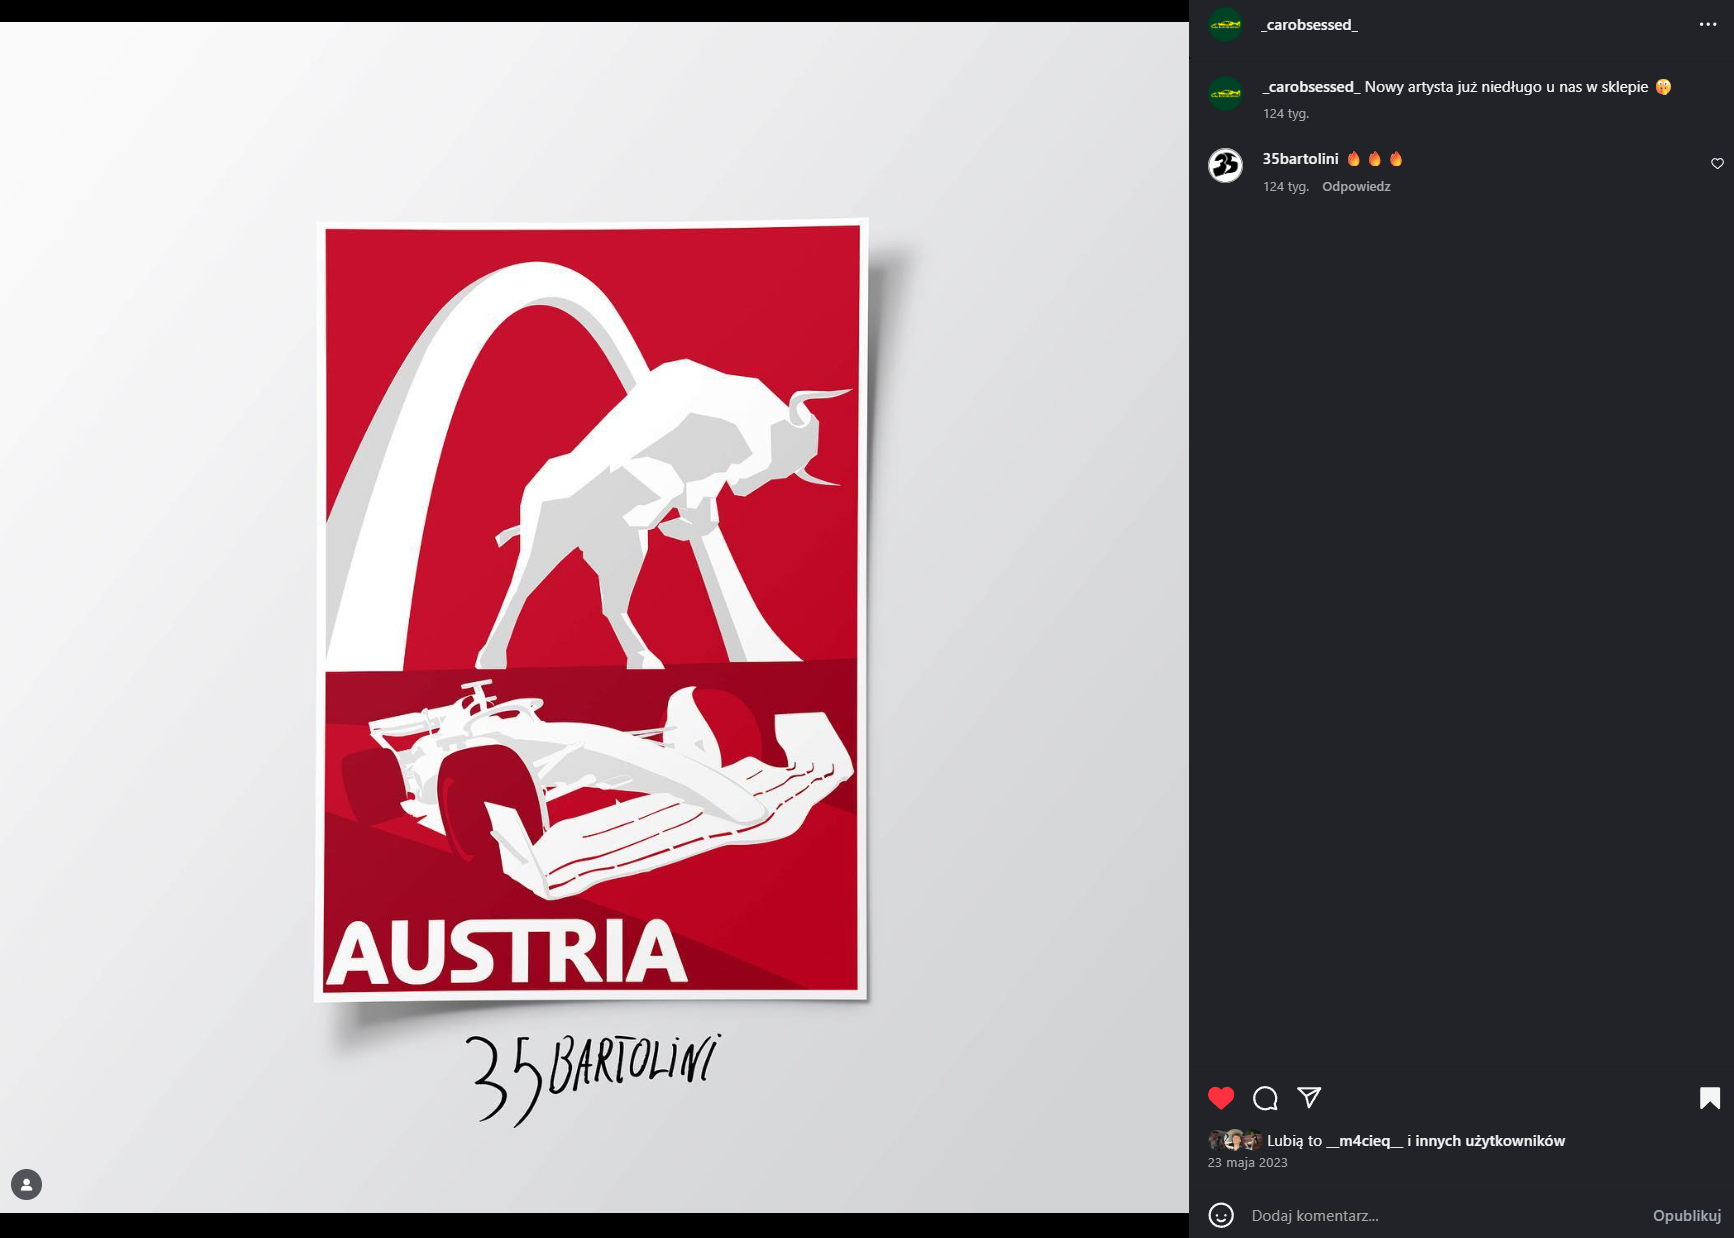 AUSTRIA
35BARTOLINI
_carobsessed_
_carobsessed_ Nowy artysta już niedługo u nas w sklepie 🫣
124 tyg.
35
35bartolini 🔥🔥🔥
124 tyg. Odpowiedz
Lubią to __m4cieq__ i innych użytkowników
23 maja 2023
Dodaj komentarz...
Opublikuj